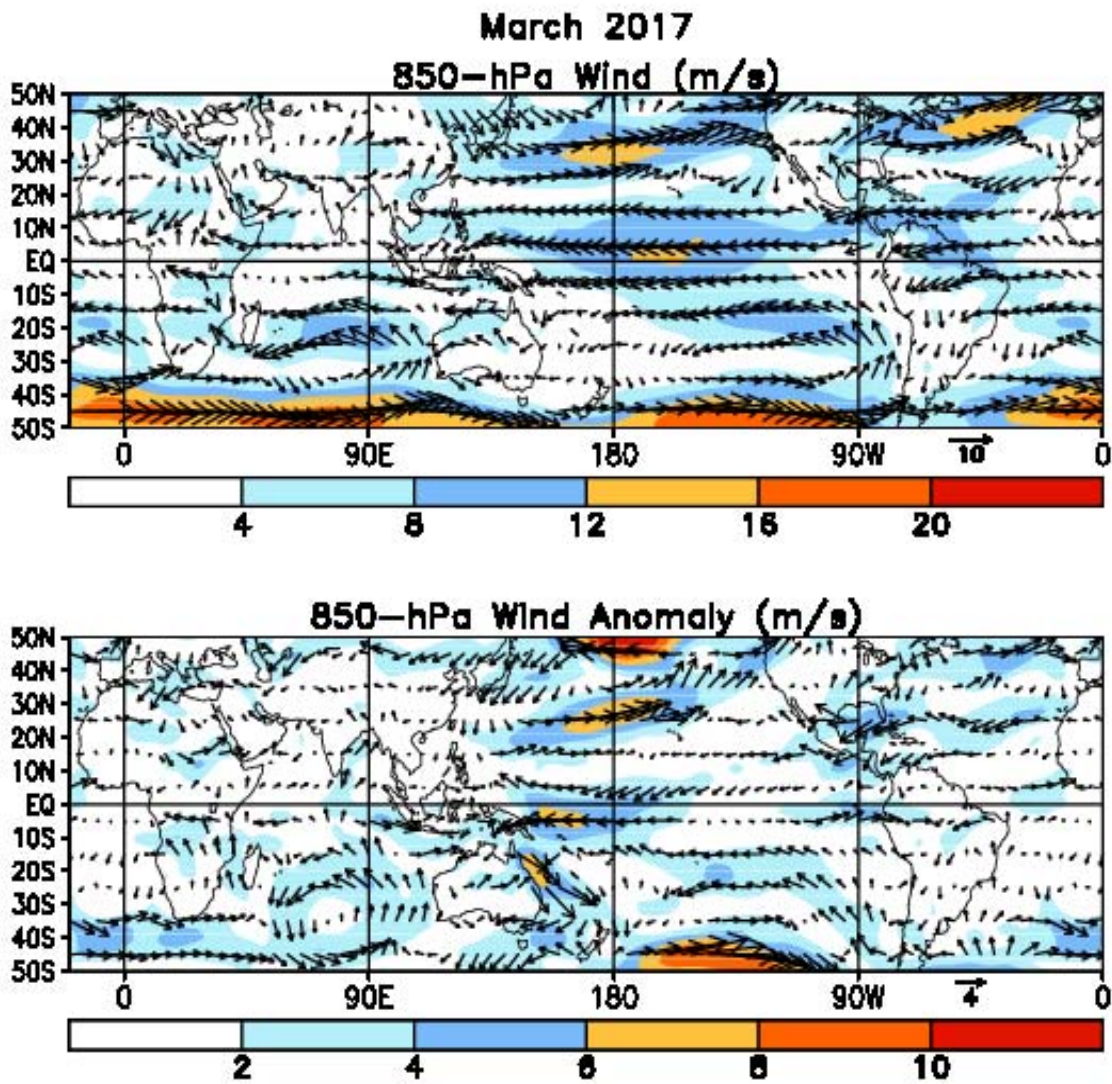 March 2017
850-hPa Wind (m/s)
50N
40N
30N
20N
10N
EQ
10S
20S
30S
40S
50S
0 90E 180 90W 10 0
4 8 12 16 20
850-hPa Wind Anomaly (m/s)
50N
40N
30N
20N
10N
EQ
10S
20S
30S
40S
50S
0 90E 180 90W 4 0
2 4 6 8 10